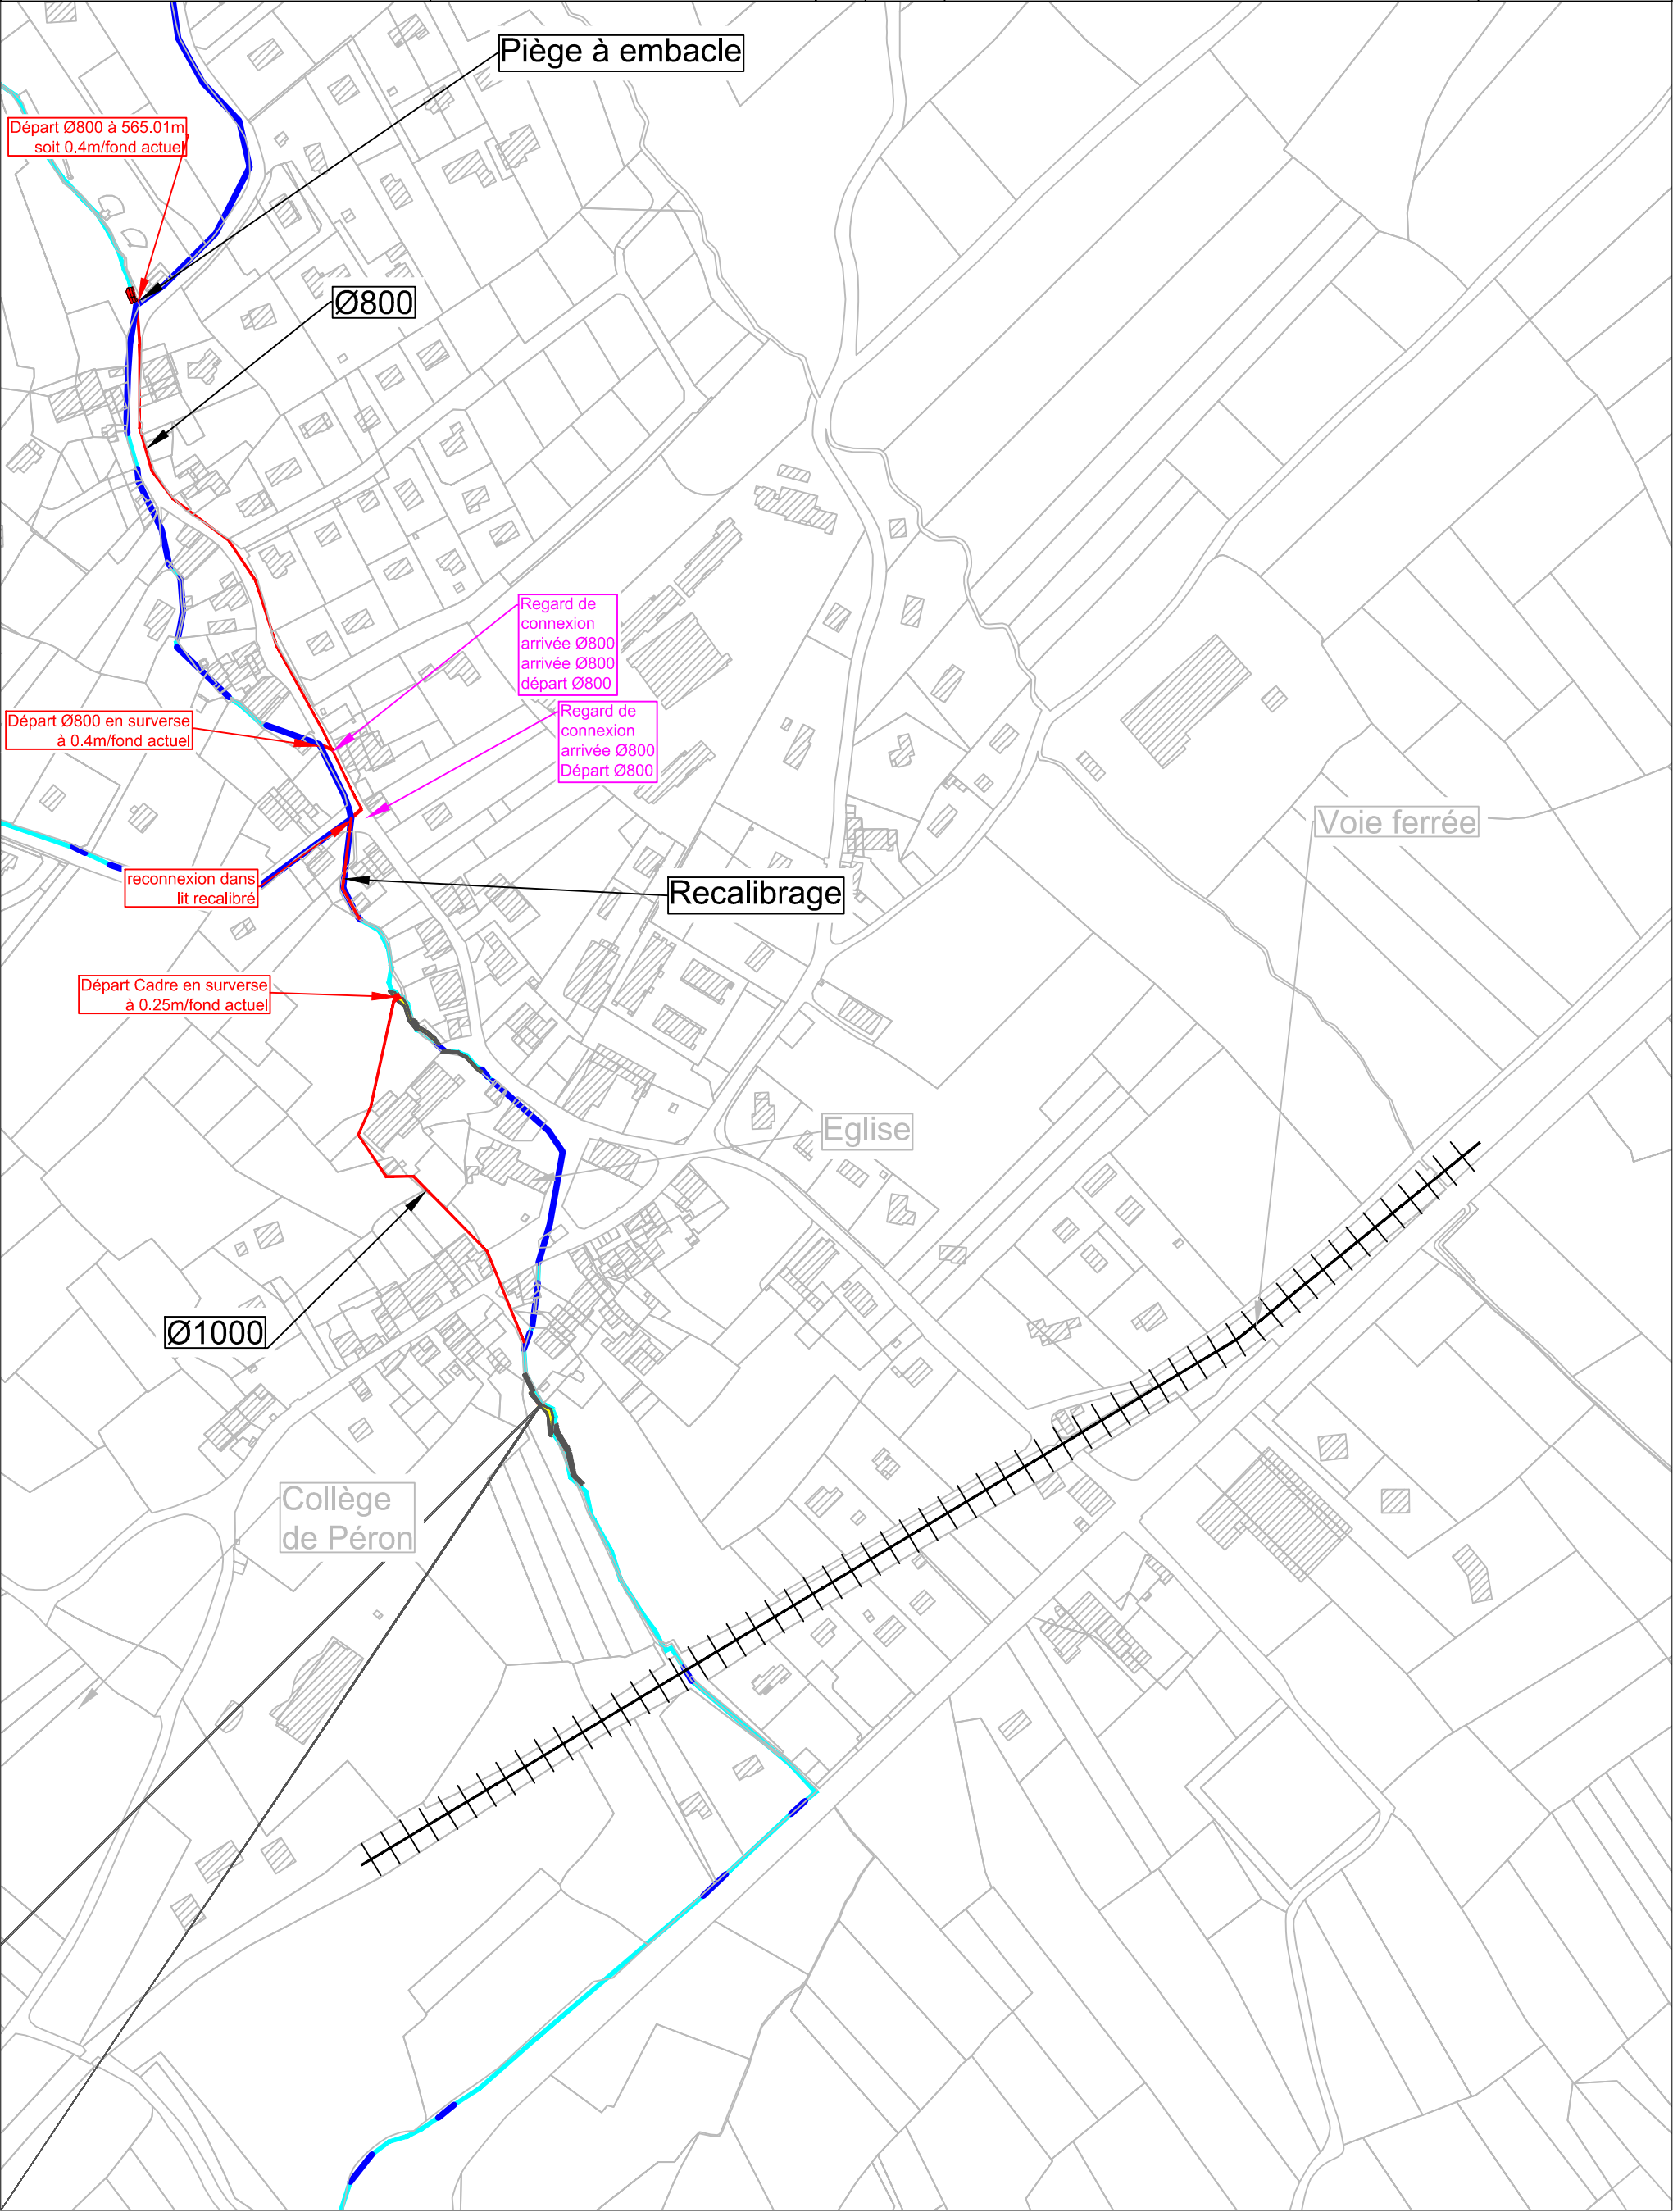 Piège à embacle
Départ Ø800 à 565.01m
soit 0.4m/fond actuel
Ø800
Regard de
connexion
arrivée Ø800
arrivée Ø800
départ Ø800
Départ Ø800 en surverse
à 0.4m/fond actuel
Regard de
connexion
arrivée Ø800
Départ Ø800
Voie ferrée
reconnexion dans
lit recalibré
Recalibrage
Départ Cadre en surverse
à 0.25m/fond actuel
Eglise
Ø1000
Collège
de Péron